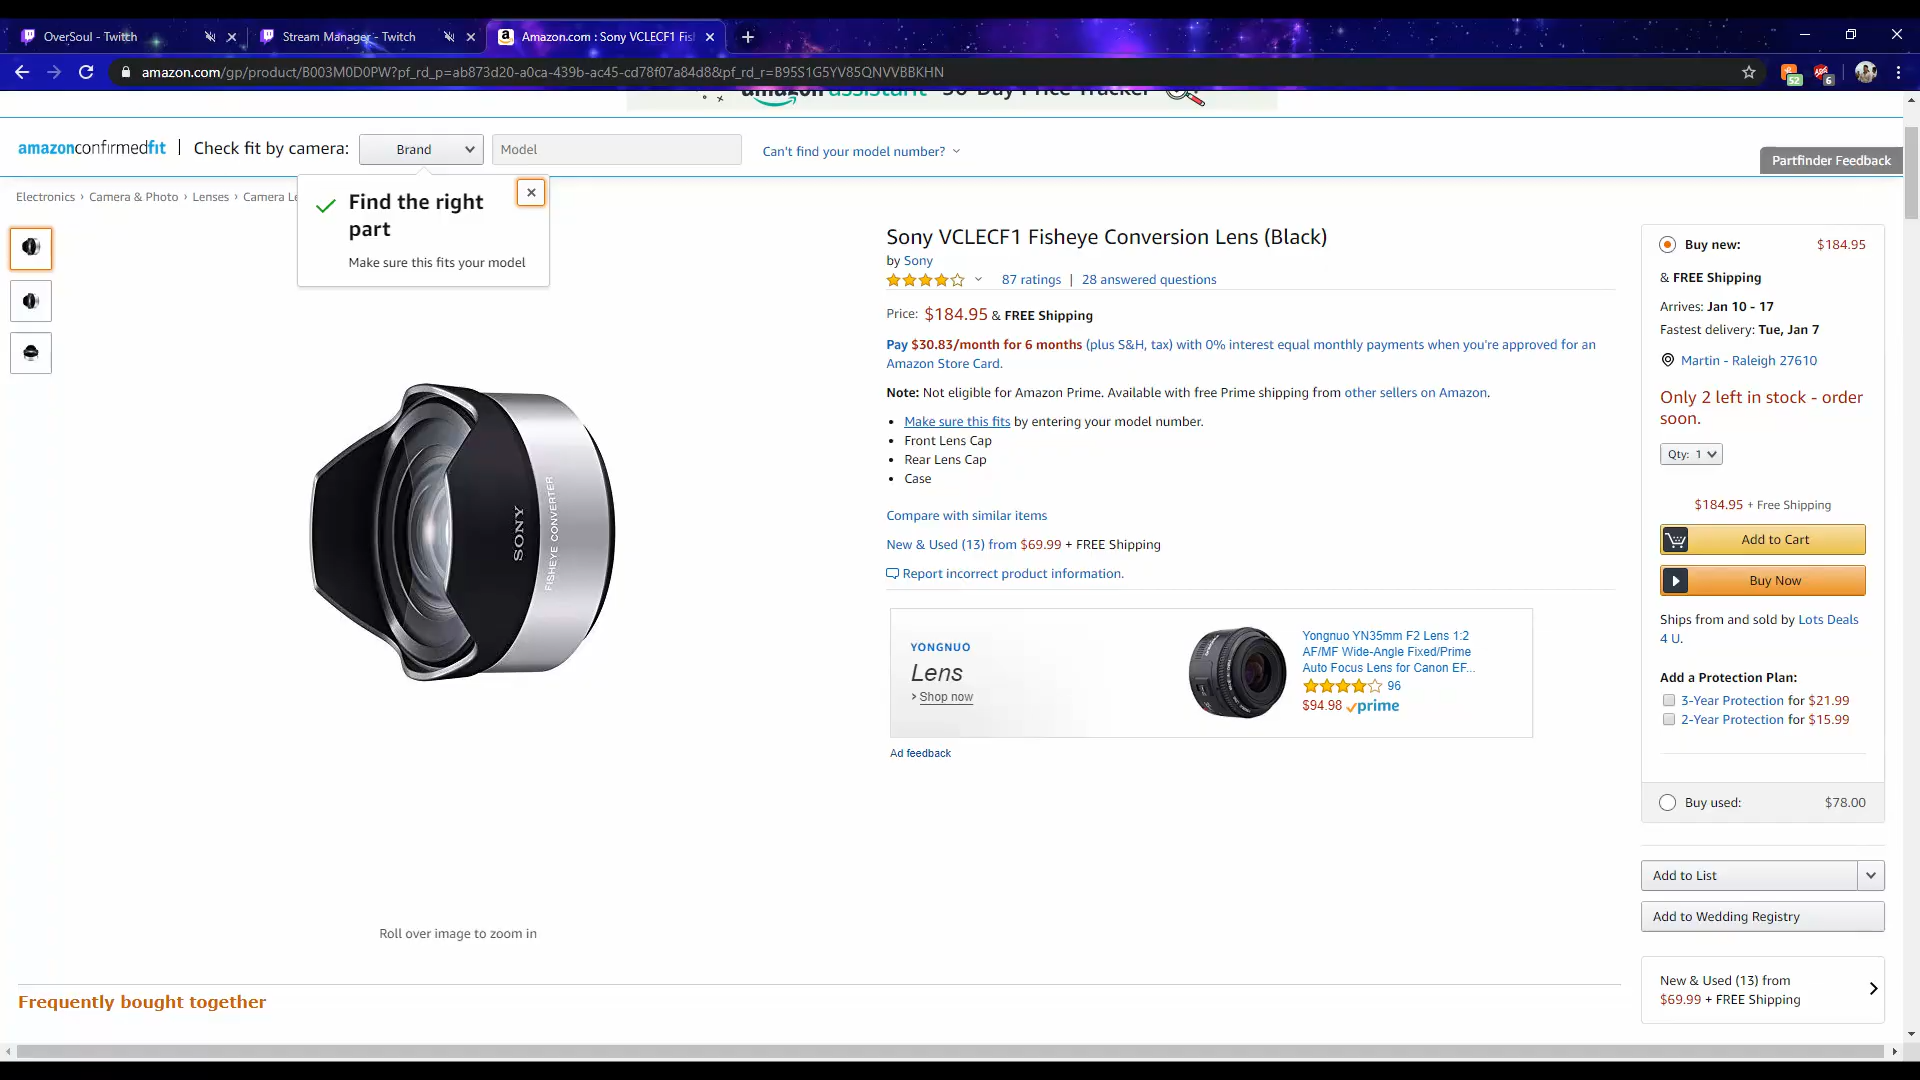 OverSoul - Twitch
Stream Manager - Twitch
Amazon.com : Sony VCLECF1 Fis
amazon.com/gp/product/B003M0D0PW?pf_rd_p=ab873d20-a0ca-439b-ac45-cd78f07a84d8&pf_rd_r=B95S1G5YV85QNVVBBKHN
52
6
amazon assistant 30-Day Price Tracker
amazonconfirmedfit | Check fit by camera:
Brand
Model
Can't find your model number?
Partfinder Feedback
Electronics › Camera & Photo › Lenses › Camera Le
Find the right
part
Make sure this fits your model
SONY
FISHEYE CONVERTER
Roll over image to zoom in
Sony VCLECF1 Fisheye Conversion Lens (Black)
by Sony
87 ratings | 28 answered questions
Price: $184.95 & FREE Shipping
Pay $30.83/month for 6 months (plus S&H, tax) with 0% interest equal monthly payments when you're approved for an
Amazon Store Card.
Note: Not eligible for Amazon Prime. Available with free Prime shipping from other sellers on Amazon.
• Make sure this fits by entering your model number.
• Front Lens Cap
• Rear Lens Cap
• Case
Compare with similar items
New & Used (13) from $69.99 + FREE Shipping
Report incorrect product information.
YONGNUO
Lens
› Shop now
Yongnuo YN35mm F2 Lens 1:2
AF/MF Wide-Angle Fixed/Prime
Auto Focus Lens for Canon EF...
96
$94.98 prime
Ad feedback
Buy new: $184.95
& FREE Shipping
Arrives: Jan 10 - 17
Fastest delivery: Tue, Jan 7
Martin - Raleigh 27610
Only 2 left in stock - order
soon.
Qty: 1
$184.95 + Free Shipping
Add to Cart
Buy Now
Ships from and sold by Lots Deals
4 U.
Add a Protection Plan:
3-Year Protection for $21.99
2-Year Protection for $15.99
Buy used: $78.00
Add to List
Add to Wedding Registry
New & Used (13) from
$69.99 + FREE Shipping
Frequently bought together